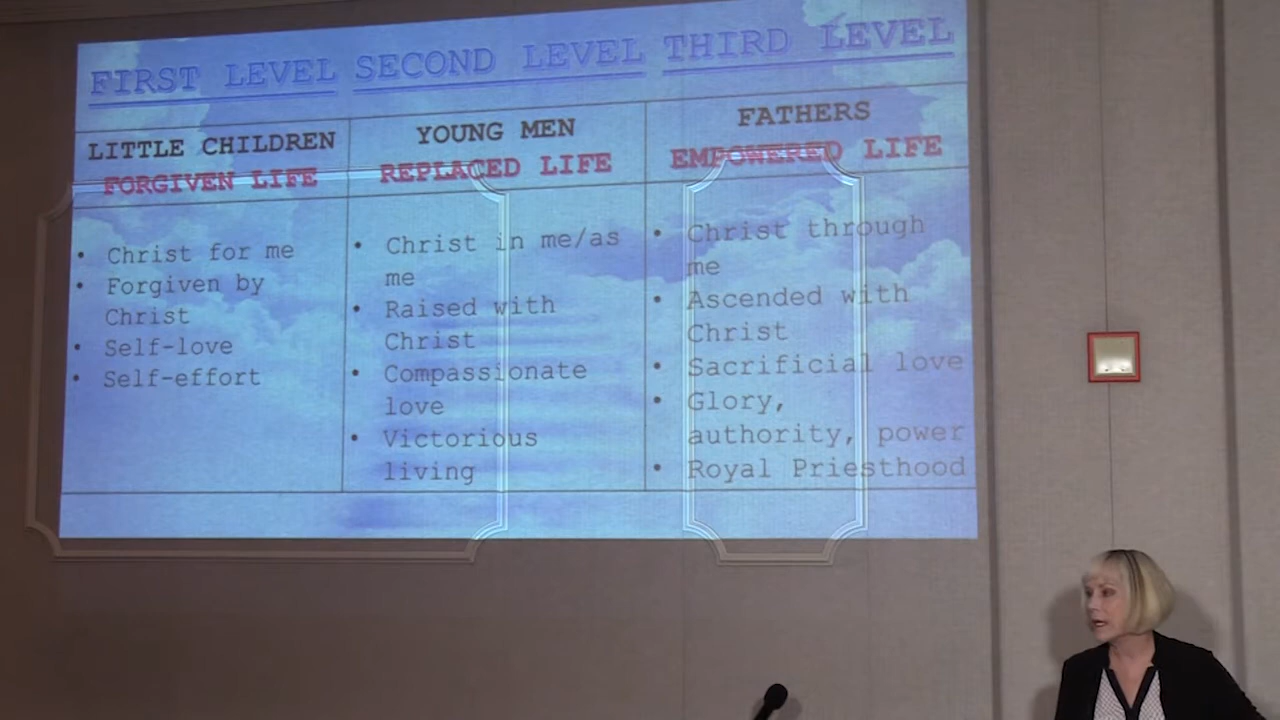 FIRST LEVEL
SECOND LEVEL
THIRD LEVEL
LITTLE CHILDREN
FORGIVEN LIFE
• Christ for me
• Forgiven by
Christ
• Self-love
• Self-effort
YOUNG MEN
REPLACED LIFE
• Christ in me/as
me
• Raised with
Christ
• Compassionate
love
• Victorious
living
FATHERS
EMPOWERED LIFE
• Christ through
me
• Ascended with
Christ
• Sacrificial love
• Glory,
authority, power
• Royal Priesthood